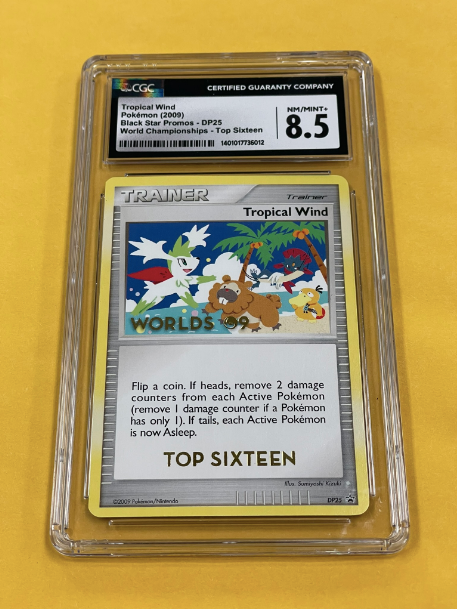 CGC
CERTIFIED GUARANTY COMPANY
Tropical Wind
Pokémon (2009)
Black Star Promos - DP25
World Championships - Top Sixteen
NM/MINT+
8.5
1401017736012
TRAINER
Trainer
Tropical Wind
WORLDS 09
Flip a coin. If heads, remove 2 damage
counters from each Active Pokémon
(remove 1 damage counter if a Pokémon
has only 1). If tails, each Active Pokémon
is now Asleep.
TOP SIXTEEN
Illus. Sumiyoshi Kizuki
©2009 Pokémon/Nintendo
DP25